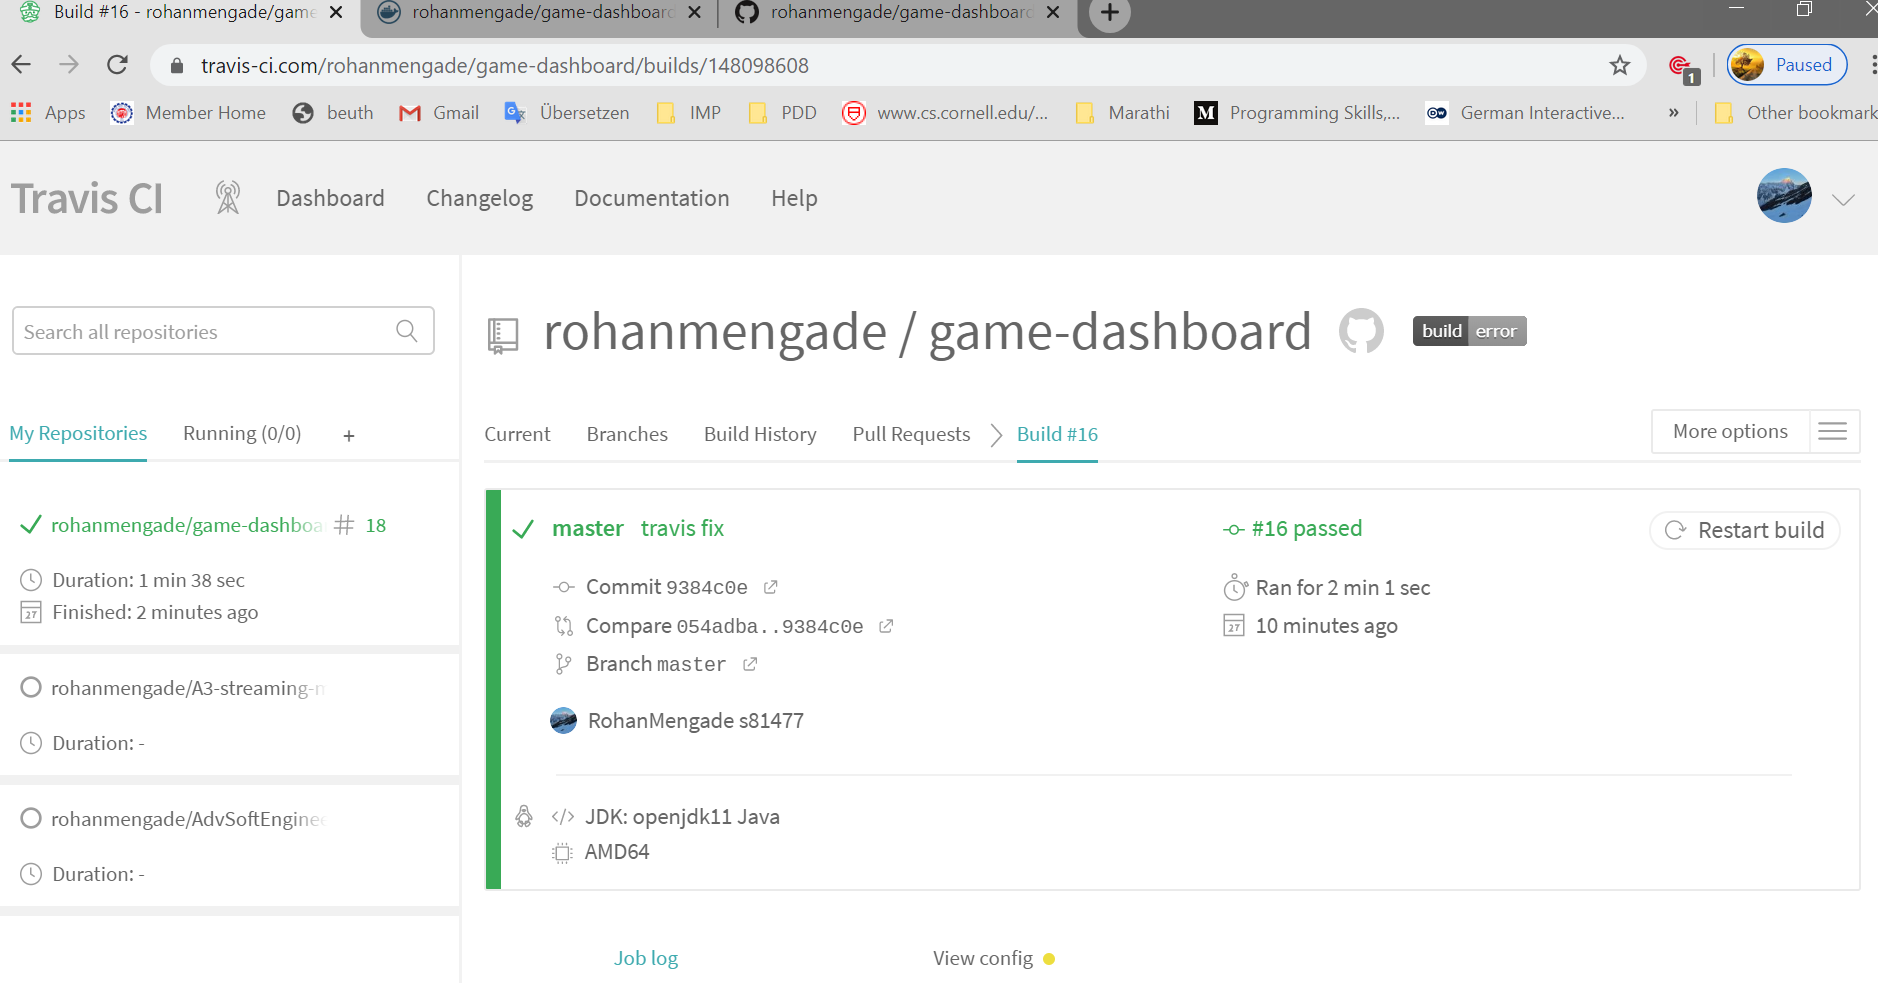 Build #16 - rohanmengade/game
rohanmengade/game-dashboard
rohanmengade/game-dashboard
travis-ci.com/rohanmengade/game-dashboard/builds/148098608
1
Paused
Apps
Member Home
beuth
Gmail
Übersetzen
IMP
PDD
www.cs.cornell.edu/...
Marathi
M
Programming Skills,...
German Interactive...
»
Other bookmark
Travis CI
Dashboard
Changelog
Documentation
Help
Search all repositories
rohanmengade / game-dashboard
build error
My Repositories
Running (0/0)
+
Current
Branches
Build History
Pull Requests
Build #16
More options
rohanmengade/game-dashboa # 18
Duration: 1 min 38 sec
27 Finished: 2 minutes ago
rohanmengade/A3-streaming-m
Duration: -
rohanmengade/AdvSoftEnginee
Duration: -
master travis fix
#16 passed
Restart build
Commit 9384c0e
Ran for 2 min 1 sec
Compare 054adba..9384c0e
27 10 minutes ago
Branch master
RohanMengade s81477
</> JDK: openjdk11 Java
AMD64
Job log
View config